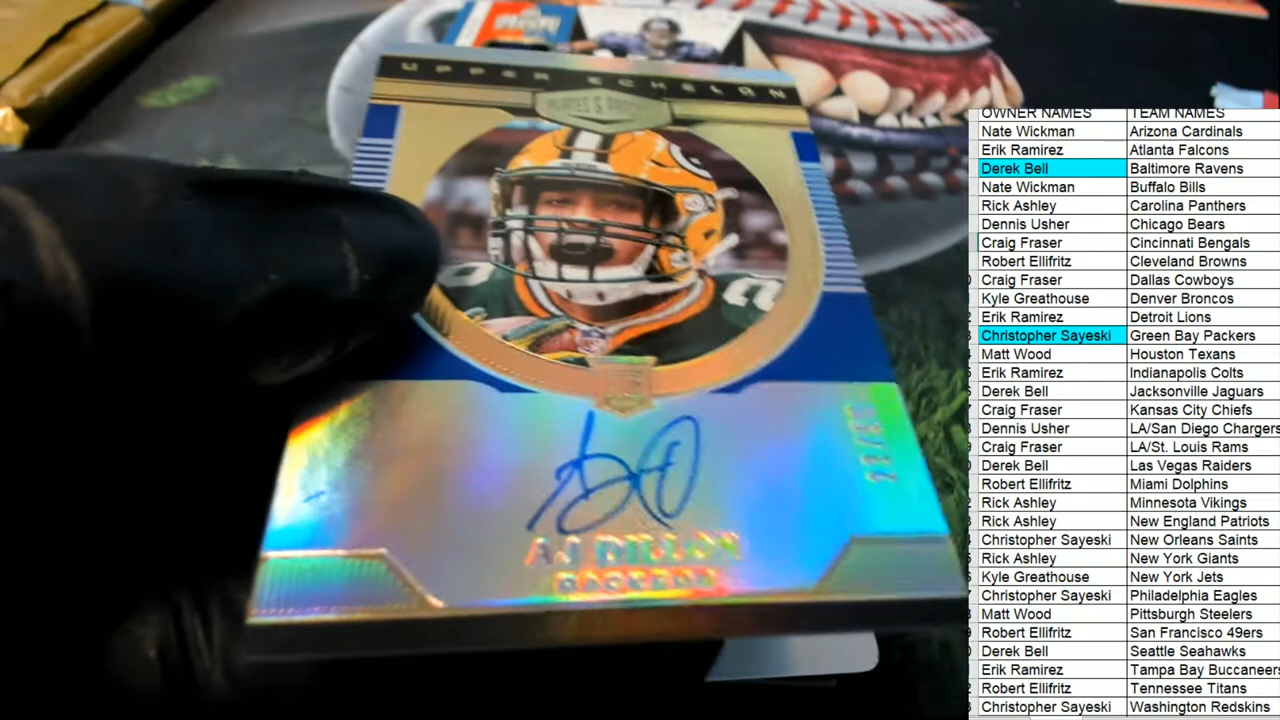 UPPER ECHELON
PLATES & PATCHES
AJ DILLON
PACKERS
OWNER NAMES TEAM NAMES
Nate Wickman Arizona Cardinals
Erik Ramirez Atlanta Falcons
Derek Bell Baltimore Ravens
Nate Wickman Buffalo Bills
Rick Ashley Carolina Panthers
Dennis Usher Chicago Bears
Craig Fraser Cincinnati Bengals
Robert Ellifritz Cleveland Browns
Craig Fraser Dallas Cowboys
Kyle Greathouse Denver Broncos
Erik Ramirez Detroit Lions
Christopher Sayeski Green Bay Packers
Matt Wood Houston Texans
Erik Ramirez Indianapolis Colts
Derek Bell Jacksonville Jaguars
Craig Fraser Kansas City Chiefs
Dennis Usher LA/San Diego Chargers
Craig Fraser LA/St. Louis Rams
Derek Bell Las Vegas Raiders
Robert Ellifritz Miami Dolphins
Rick Ashley Minnesota Vikings
Rick Ashley New England Patriots
Christopher Sayeski New Orleans Saints
Rick Ashley New York Giants
Kyle Greathouse New York Jets
Christopher Sayeski Philadelphia Eagles
Matt Wood Pittsburgh Steelers
Robert Ellifritz San Francisco 49ers
Derek Bell Seattle Seahawks
Erik Ramirez Tampa Bay Buccaneers
Robert Ellifritz Tennessee Titans
Christopher Sayeski Washington Redskins